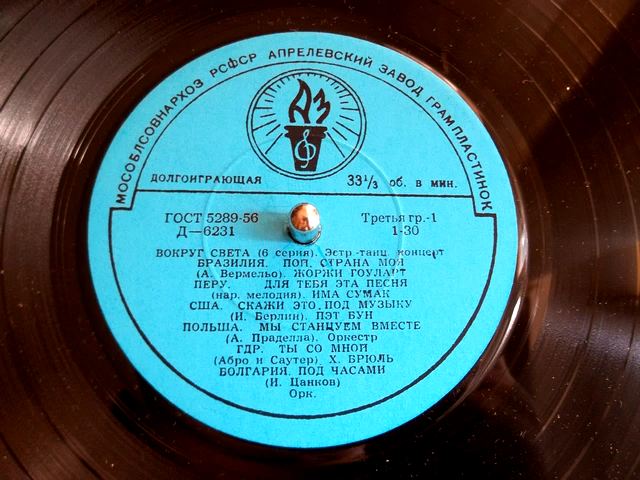 МОСОБЛСОВНАРХОЗ РСФСР АПРЕЛЕВСКИЙ ЗАВОД ГРАМПЛАСТИНОК
АЗ
ДОЛГОИГРАЮЩАЯ 33 1/3 об. в мин.
ГОСТ 5289-56 Третья гр.-1
Д—6231 1-30
ВОКРУГ СВЕТА (6 серия). Эстр.-танц. концерт
БРАЗИЛИЯ. ПОЙ, СТРАНА МОЯ
(А. Вермельо). ЖОРЖИ ГОУЛАРТ
ПЕРУ. ДЛЯ ТЕБЯ ЭТА ПЕСНЯ
(нар. мелодия). ИМА СУМАК
США. СКАЖИ ЭТО ПОД МУЗЫКУ
(И. Берлин). ПЭТ БУН
ПОЛЬША. МЫ СТАНЦУЕМ ВМЕСТЕ
(А. Праделла). Оркестр
ГДР. ТЫ СО МНОЙ
(Абро и Саутер). Х. БРЮЛЬ
БОЛГАРИЯ. ПОД ЧАСАМИ
(И. Цанков)
Орк.